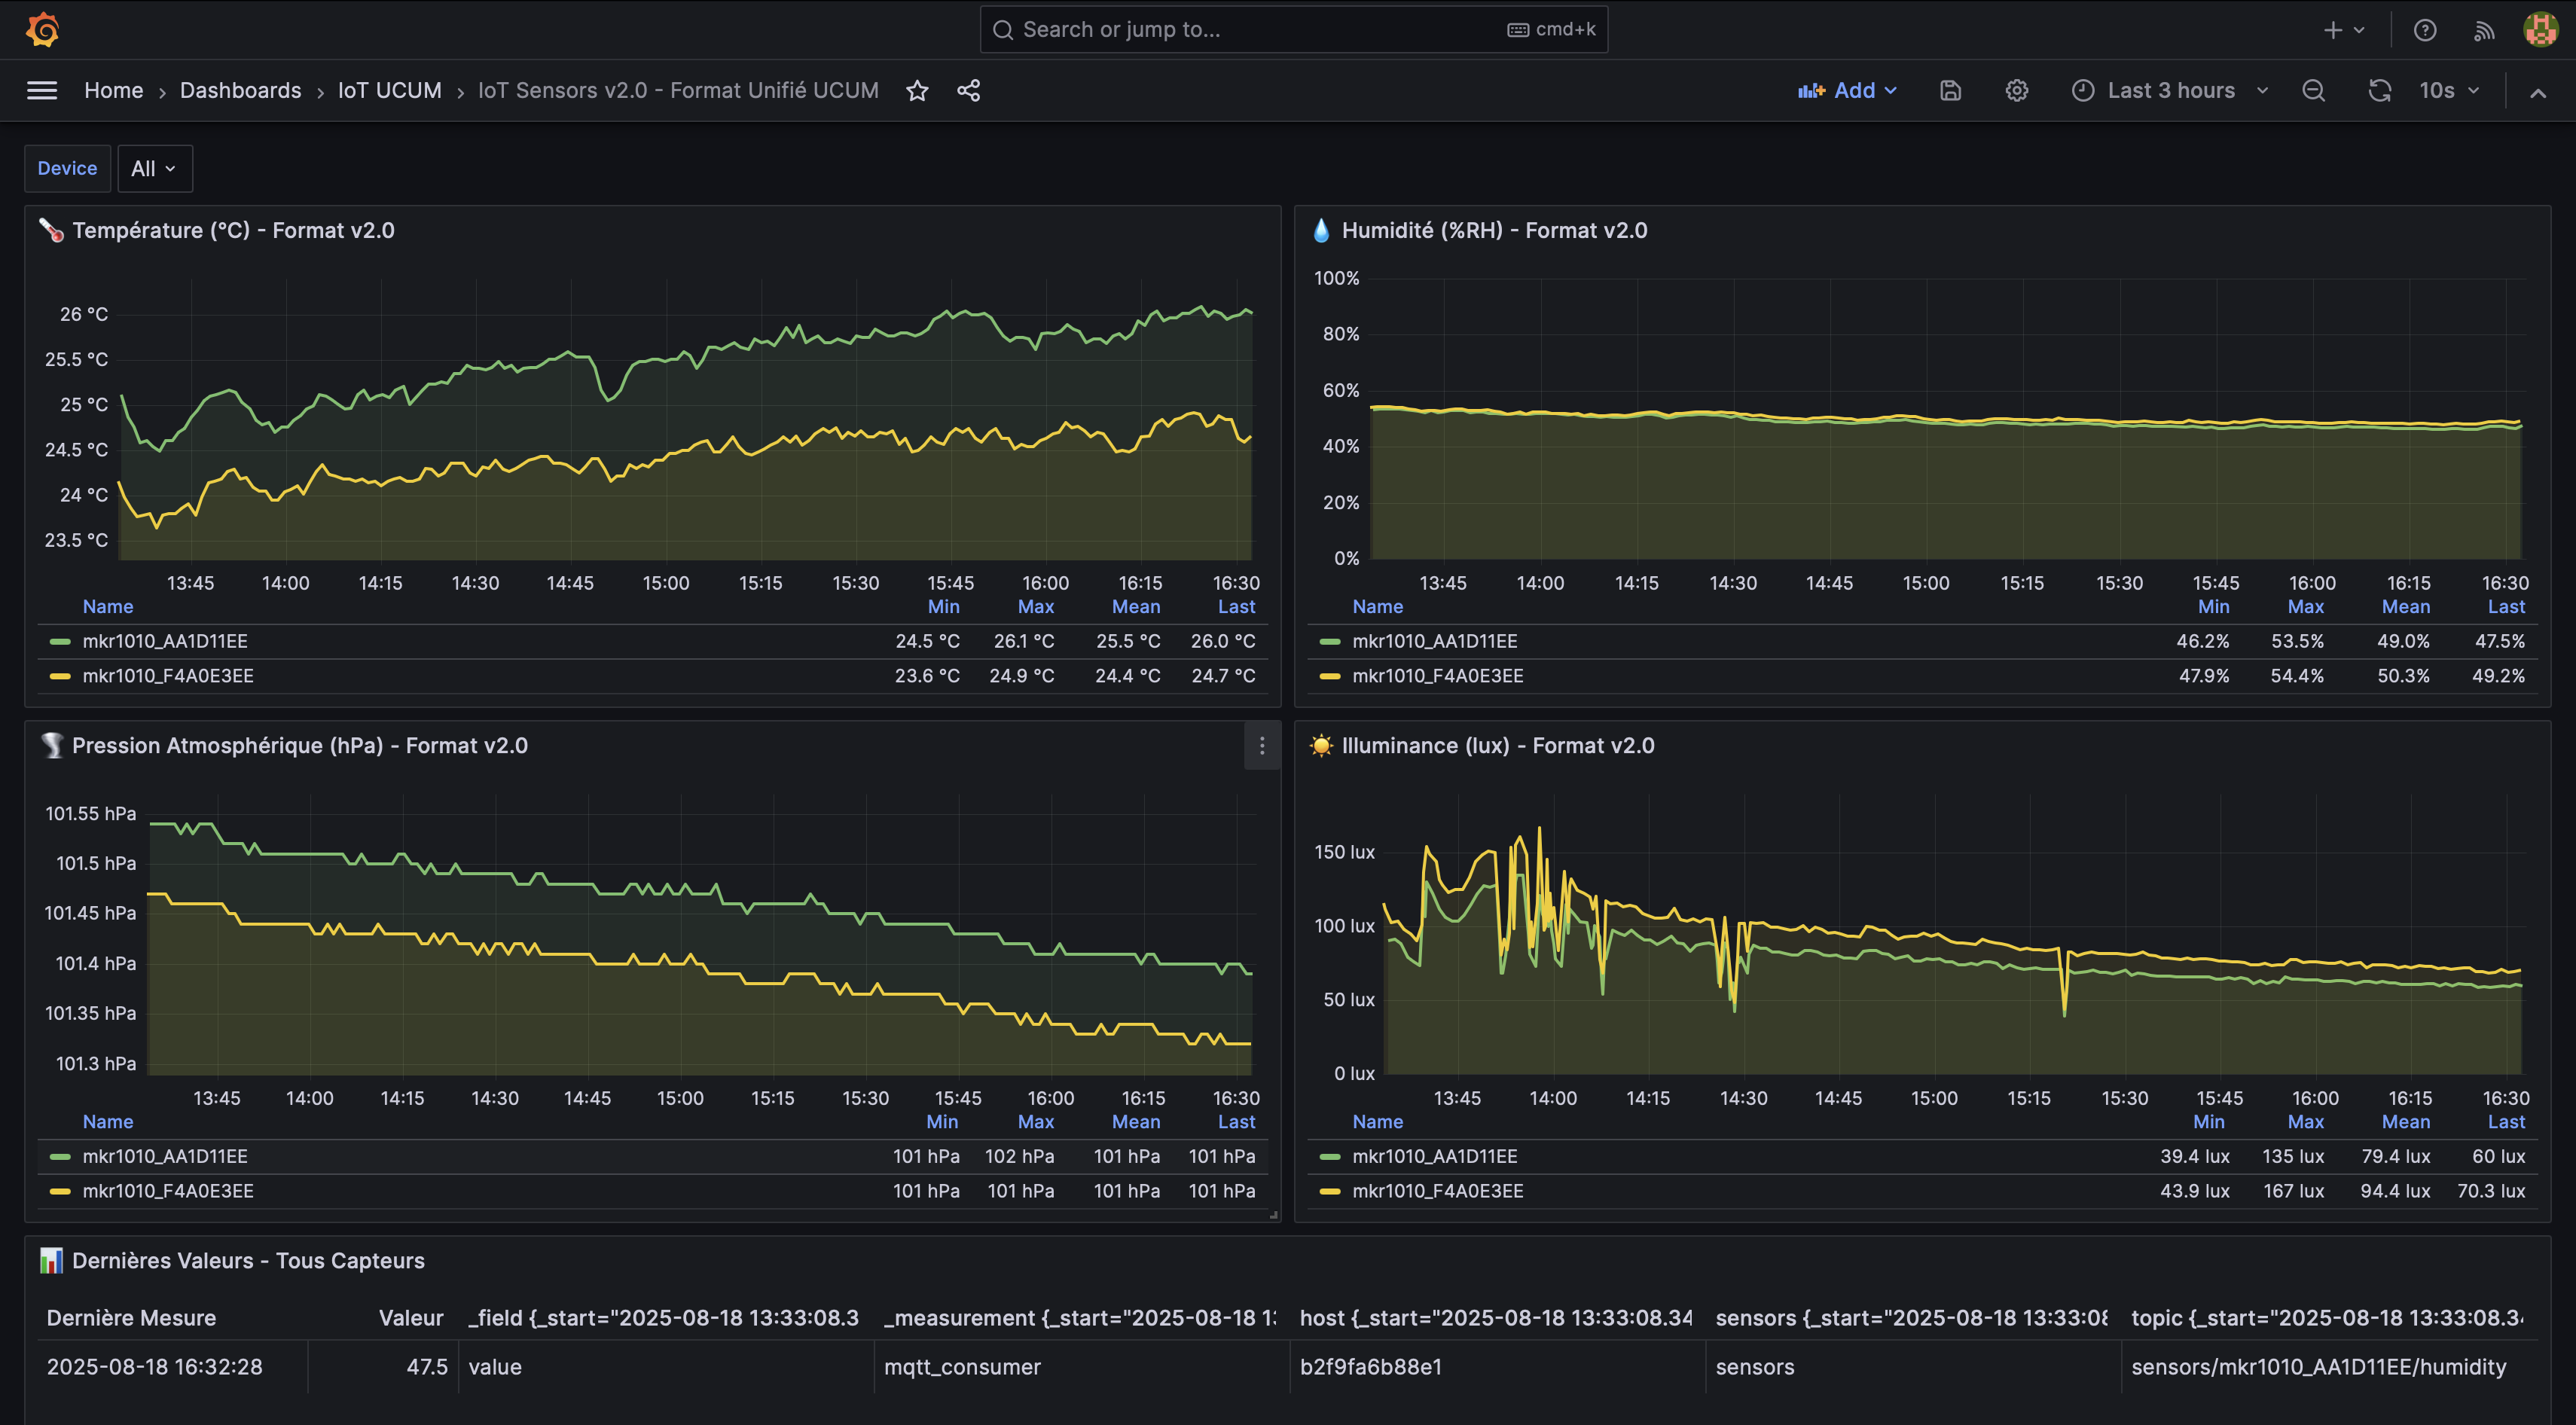 Search or jump to... cmd+k
Home › Dashboards › IoT UCUM › IoT Sensors v2.0 - Format Unifié UCUM Add Last 3 hours 10s
Device All
Température (°C) - Format v2.0
26 °C
25.5 °C
25 °C
24.5 °C
24 °C
23.5 °C
13:45 14:00 14:15 14:30 14:45 15:00 15:15 15:30 15:45 16:00 16:15 16:30
Name Min Max Mean Last
mkr1010_AA1D11EE 24.5 °C 26.1 °C 25.5 °C 26.0 °C
mkr1010_F4A0E3EE 23.6 °C 24.9 °C 24.4 °C 24.7 °C
Humidité (%RH) - Format v2.0
100%
80%
60%
40%
20%
0%
13:45 14:00 14:15 14:30 14:45 15:00 15:15 15:30 15:45 16:00 16:15 16:30
Name Min Max Mean Last
mkr1010_AA1D11EE 46.2% 53.5% 49.0% 47.5%
mkr1010_F4A0E3EE 47.9% 54.4% 50.3% 49.2%
Pression Atmosphérique (hPa) - Format v2.0
101.55 hPa
101.5 hPa
101.45 hPa
101.4 hPa
101.35 hPa
101.3 hPa
13:45 14:00 14:15 14:30 14:45 15:00 15:15 15:30 15:45 16:00 16:15 16:30
Name Min Max Mean Last
mkr1010_AA1D11EE 101 hPa 102 hPa 101 hPa 101 hPa
mkr1010_F4A0E3EE 101 hPa 101 hPa 101 hPa 101 hPa
Illuminance (lux) - Format v2.0
150 lux
100 lux
50 lux
0 lux
13:45 14:00 14:15 14:30 14:45 15:00 15:15 15:30 15:45 16:00 16:15 16:30
Name Min Max Mean Last
mkr1010_AA1D11EE 39.4 lux 135 lux 79.4 lux 60 lux
mkr1010_F4A0E3EE 43.9 lux 167 lux 94.4 lux 70.3 lux
Dernières Valeurs - Tous Capteurs
Dernière Mesure Valeur _field {_start="2025-08-18 13:33:08.3 _measurement {_start="2025-08-18 1 host {_start="2025-08-18 13:33:08.34 sensors {_start="2025-08-18 13:33:08 topic {_start="2025-08-18 13:33:08.3
2025-08-18 16:32:28 47.5 value mqtt_consumer b2f9fa6b88e1 sensors sensors/mkr1010_AA1D11EE/humidity